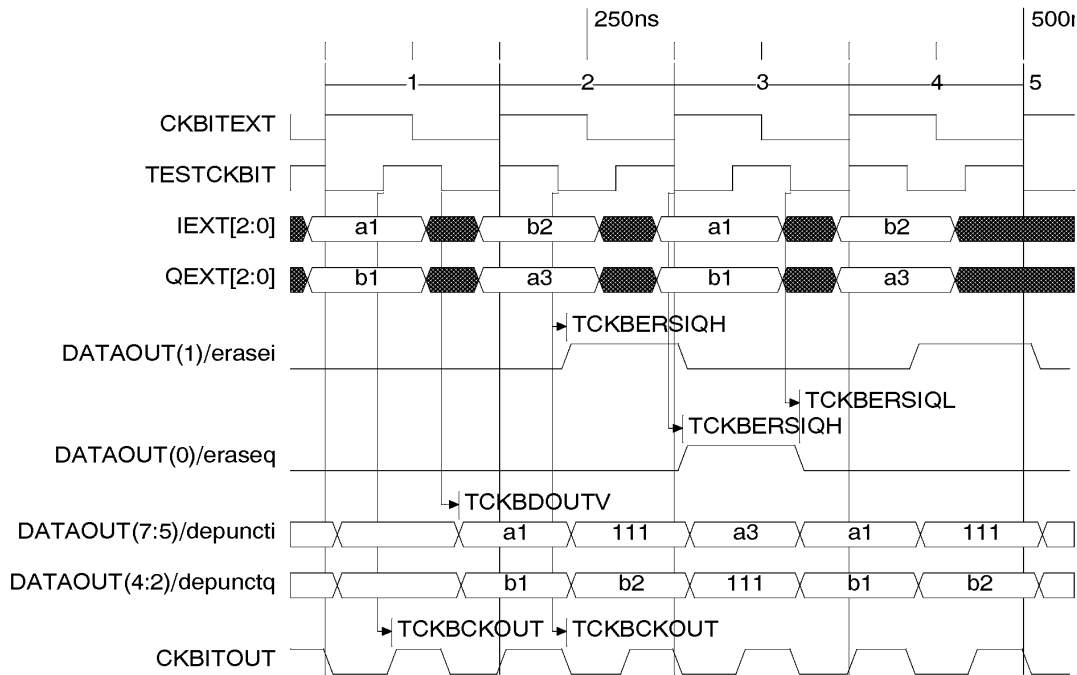 250ns
500n
1 2 3 4 5
CKBITEXT
TESTCKBIT
IEXT[2:0] a1 b2 a1 b2
QEXT[2:0] b1 a3 b1 a3
TCKBERSIQH
DATAOUT(1)/erasei
TCKBERSIQL
TCKBERSIQH
DATAOUT(0)/eraseq
TCKBDOUTV
DATAOUT(7:5)/depuncti a1 111 a3 a1 111
DATAOUT(4:2)/depunctq b1 b2 111 b1 b2
TCKBCKOUT TCKBCKOUT
CKBITOUT